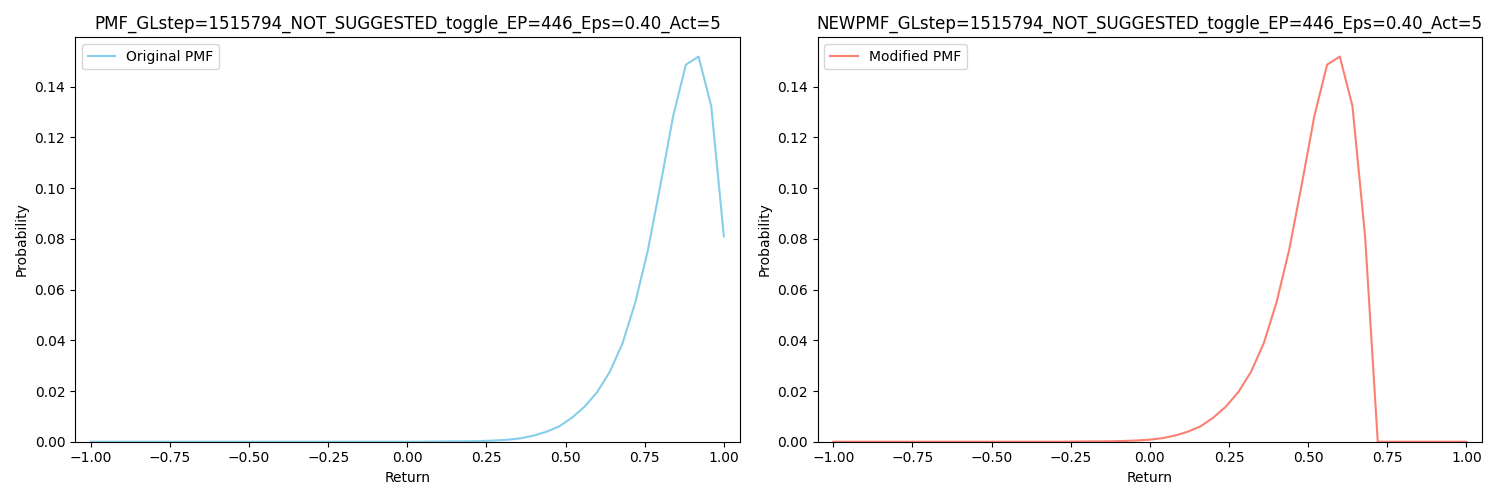 PMF_GLstep=1515794_NOT_SUGGESTED_toggle_EP=446_Eps=0.40_Act=5
Original PMF
Probability
0.14
0.12
0.10
0.08
0.06
0.04
0.02
0.00
−1.00 −0.75 −0.50 −0.25 0.00 0.25 0.50 0.75 1.00
Return
NEWPMF_GLstep=1515794_NOT_SUGGESTED_toggle_EP=446_Eps=0.40_Act=5
Modified PMF
Probability
0.14
0.12
0.10
0.08
0.06
0.04
0.02
0.00
−1.00 −0.75 −0.50 −0.25 0.00 0.25 0.50 0.75 1.00
Return